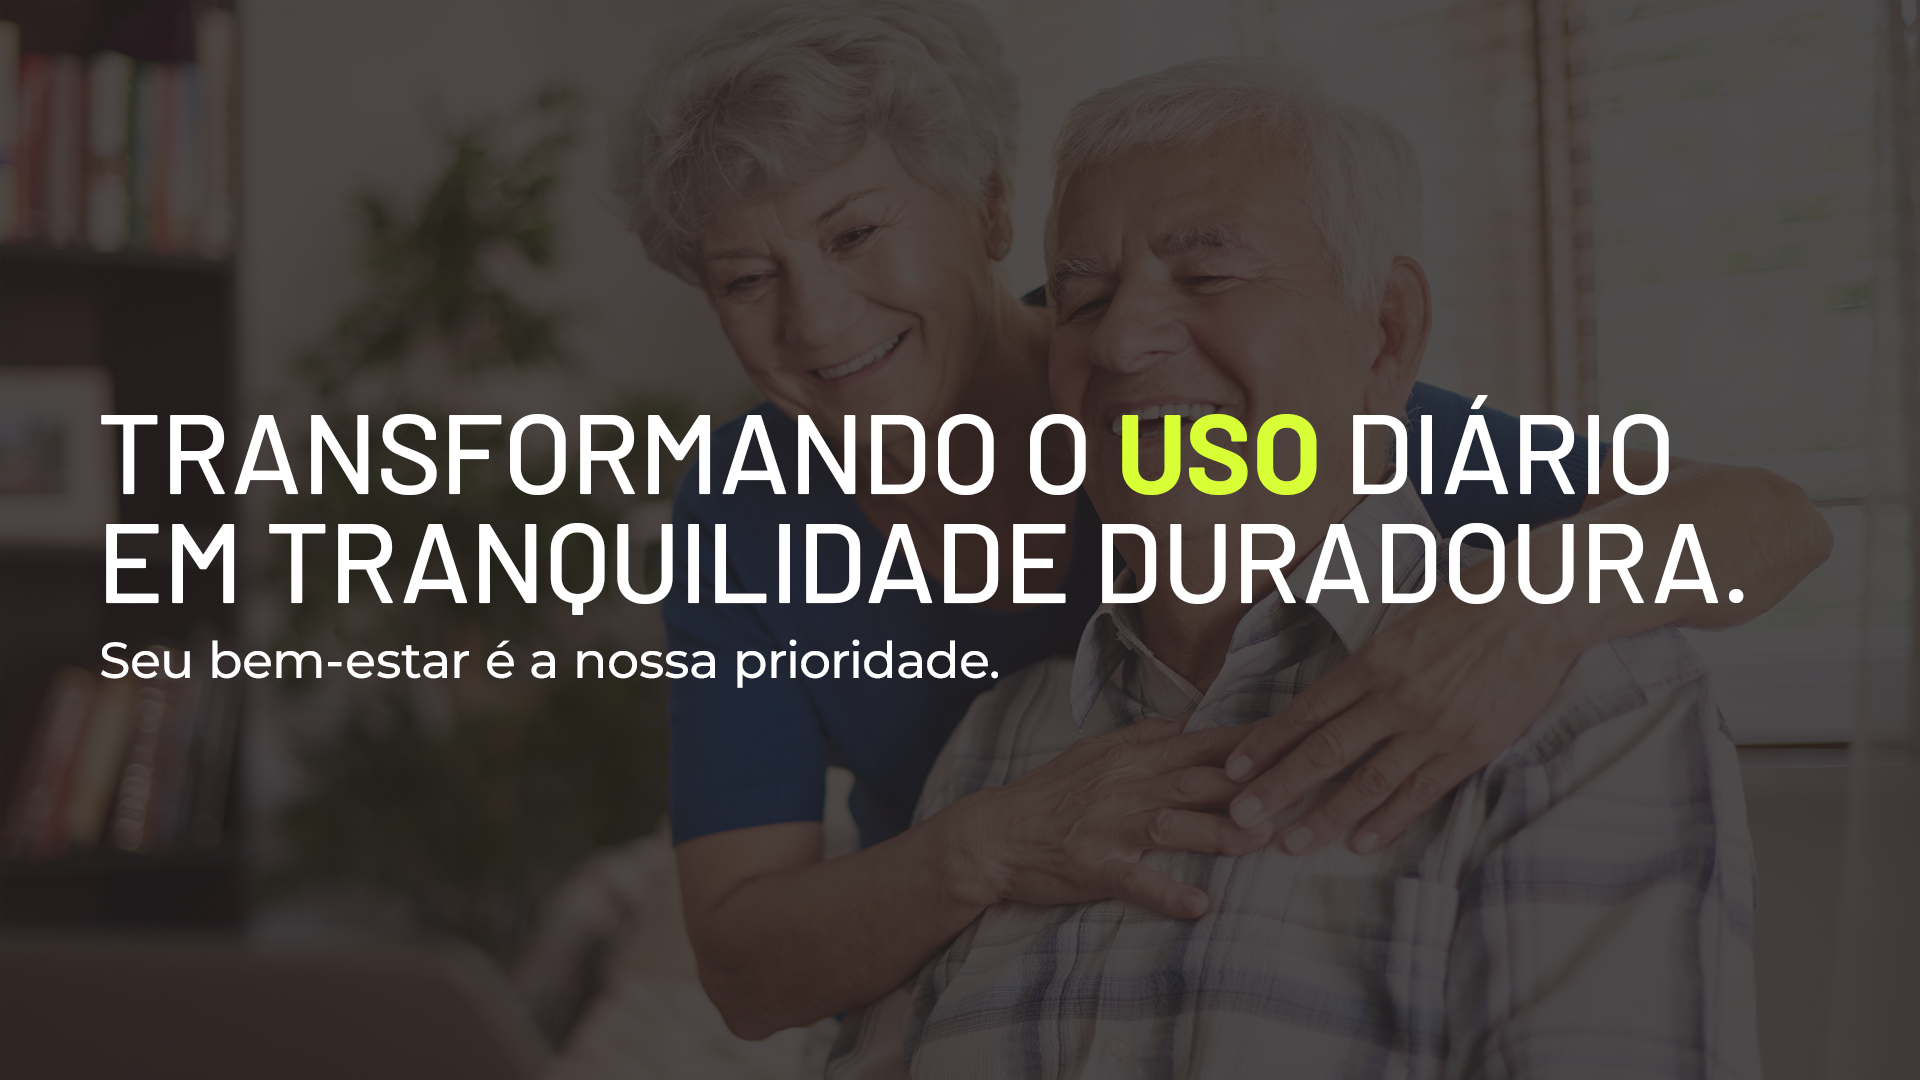 TRANSFORMANDO O USO DIÁRIO
EM TRANQUILIDADE DURADOURA.
Seu bem-estar é a nossa prioridade.